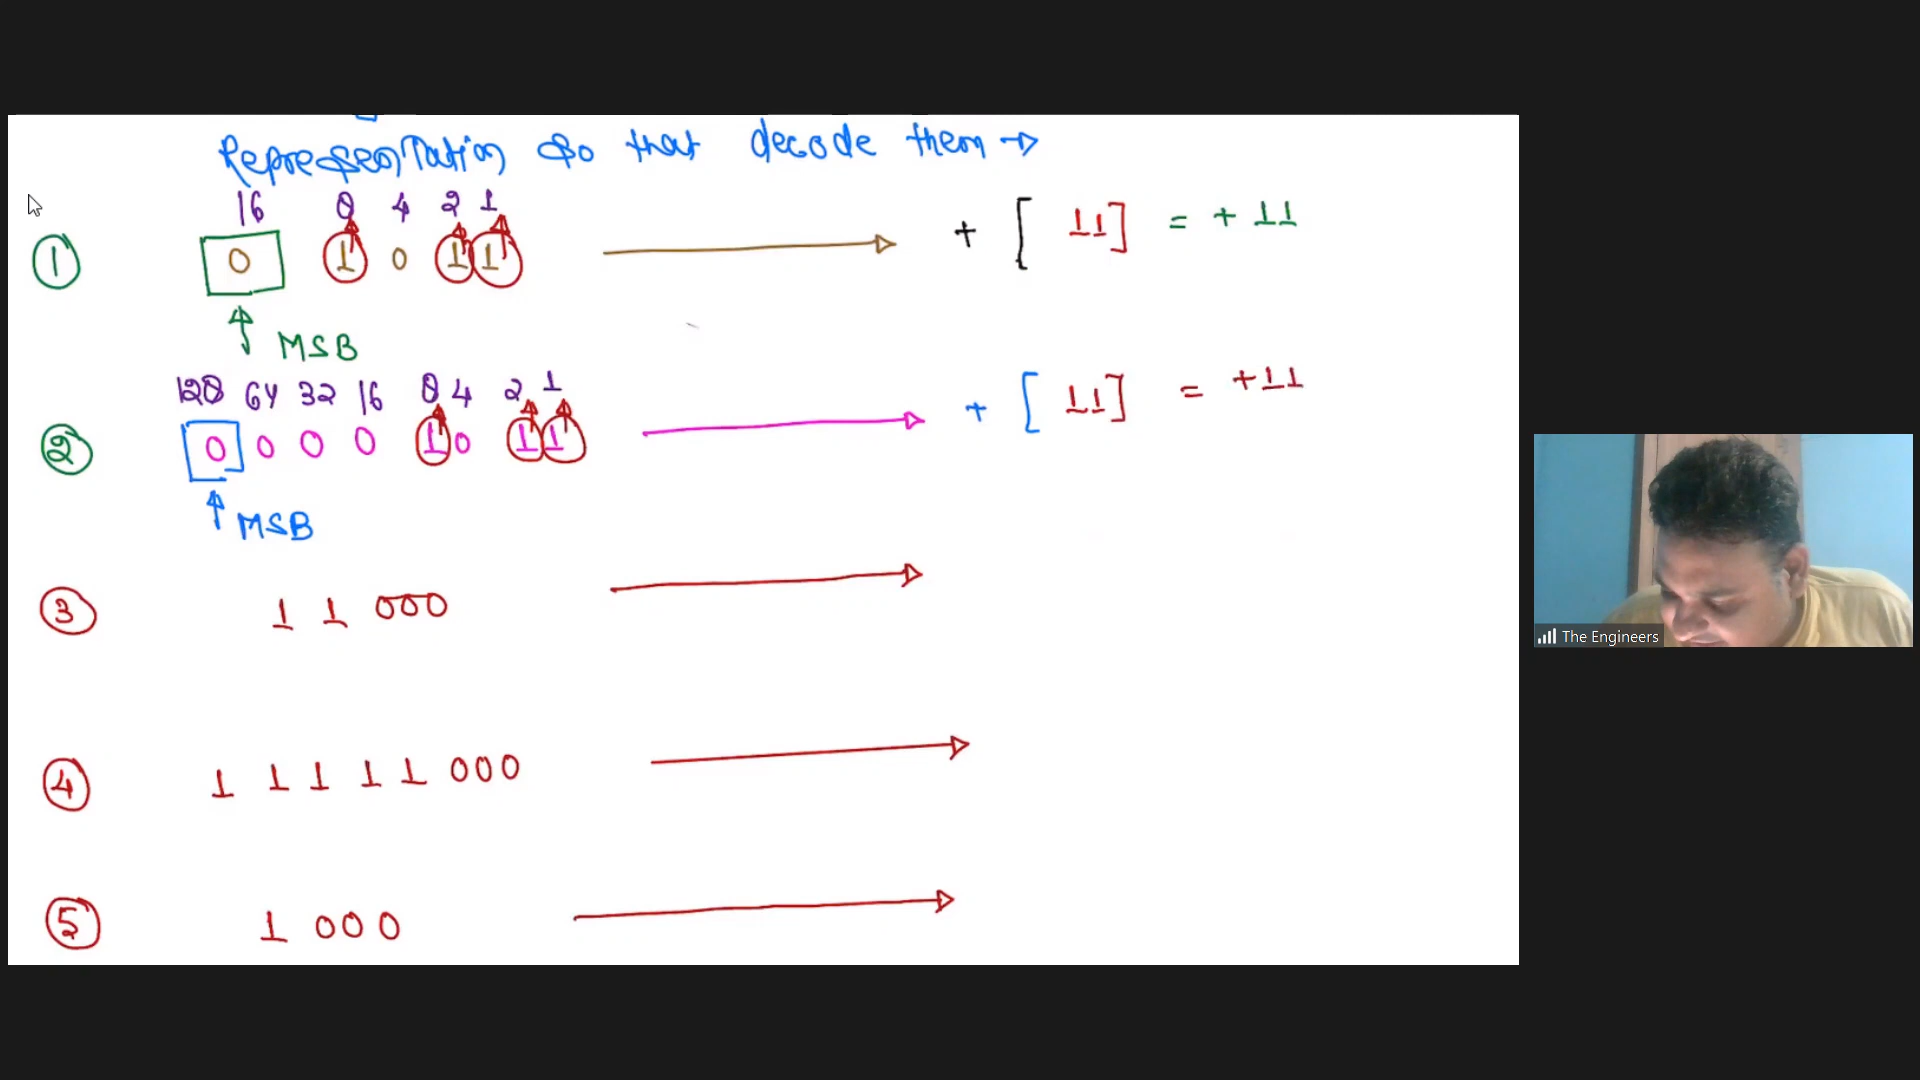 Representation so that decode them →
16 8 4 2 1
① 0 1 0 1 1 → + [ 11 ] = + 11
MSB
128 64 32 16 8 4 2 1
② 0 0 0 0 1 0 1 1 → + [ 11 ] = +11
MSB
③ 1 1 000 →
④ 1 1 1 1 1 000 →
⑤ 1 000 →
The Engineers